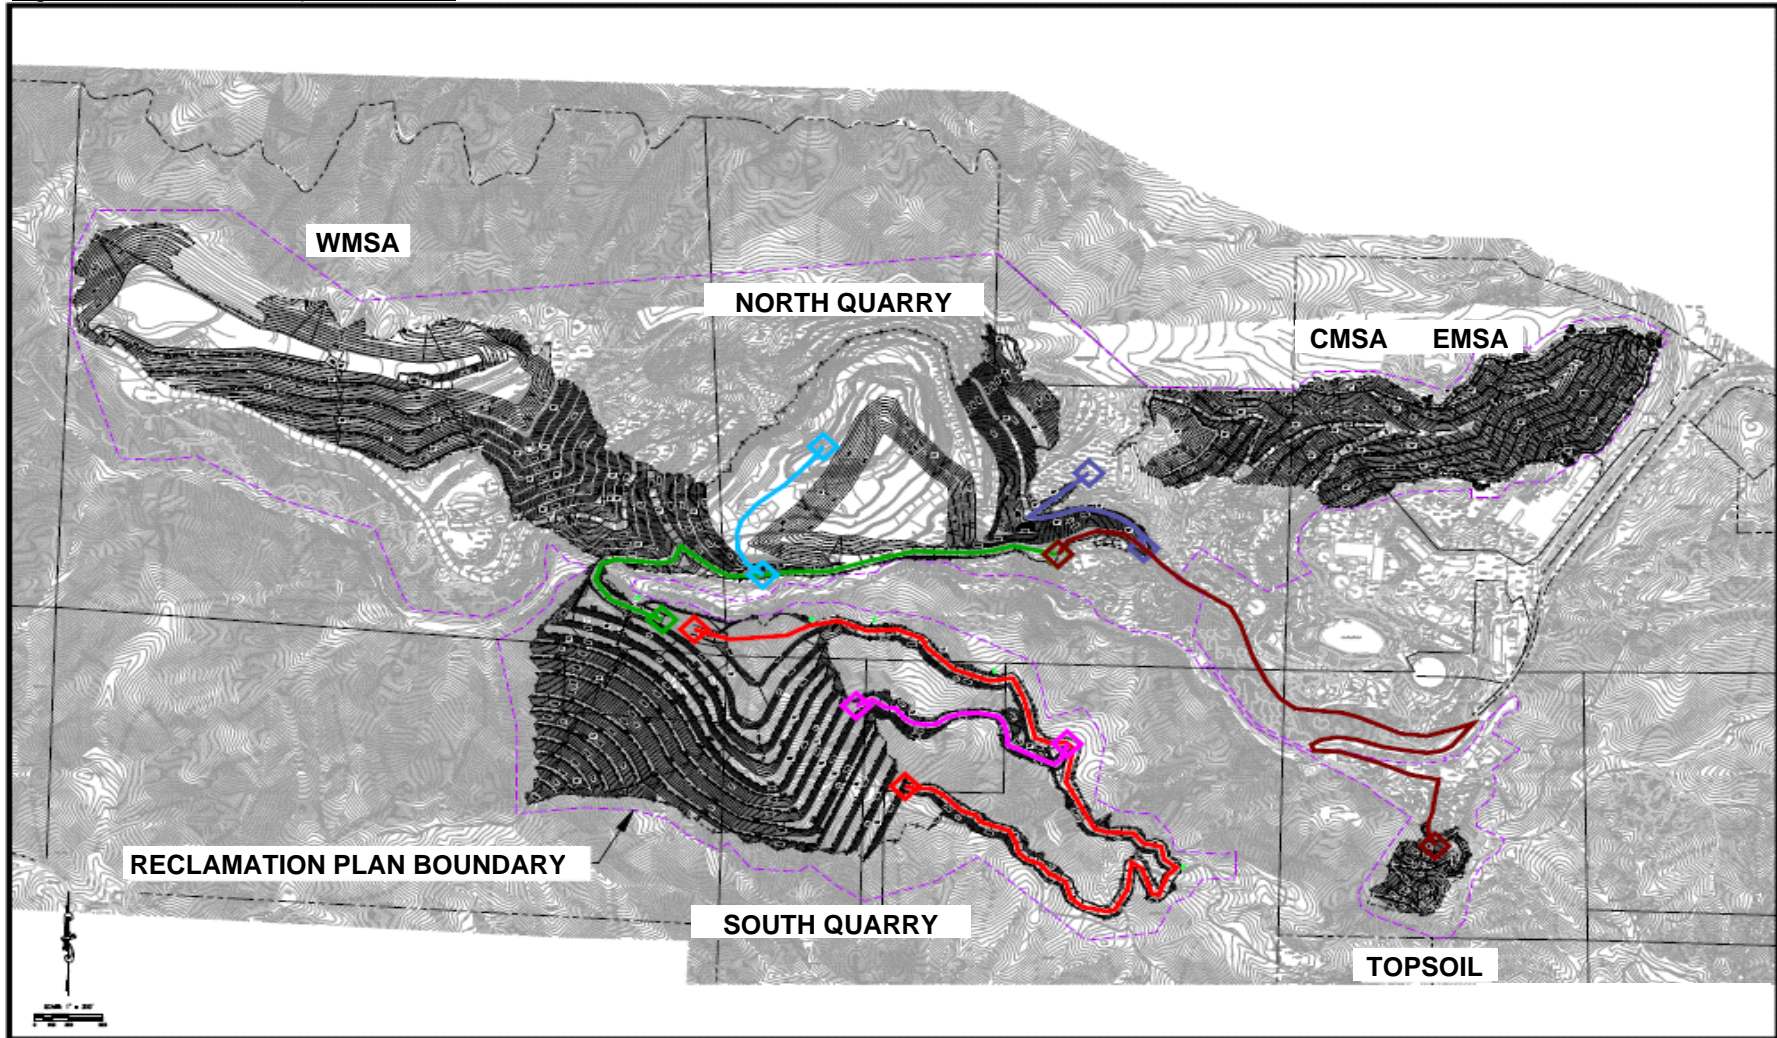 WMSA
NORTH QUARRY
CMSA EMSA
RECLAMATION PLAN BOUNDARY
SOUTH QUARRY
TOPSOIL